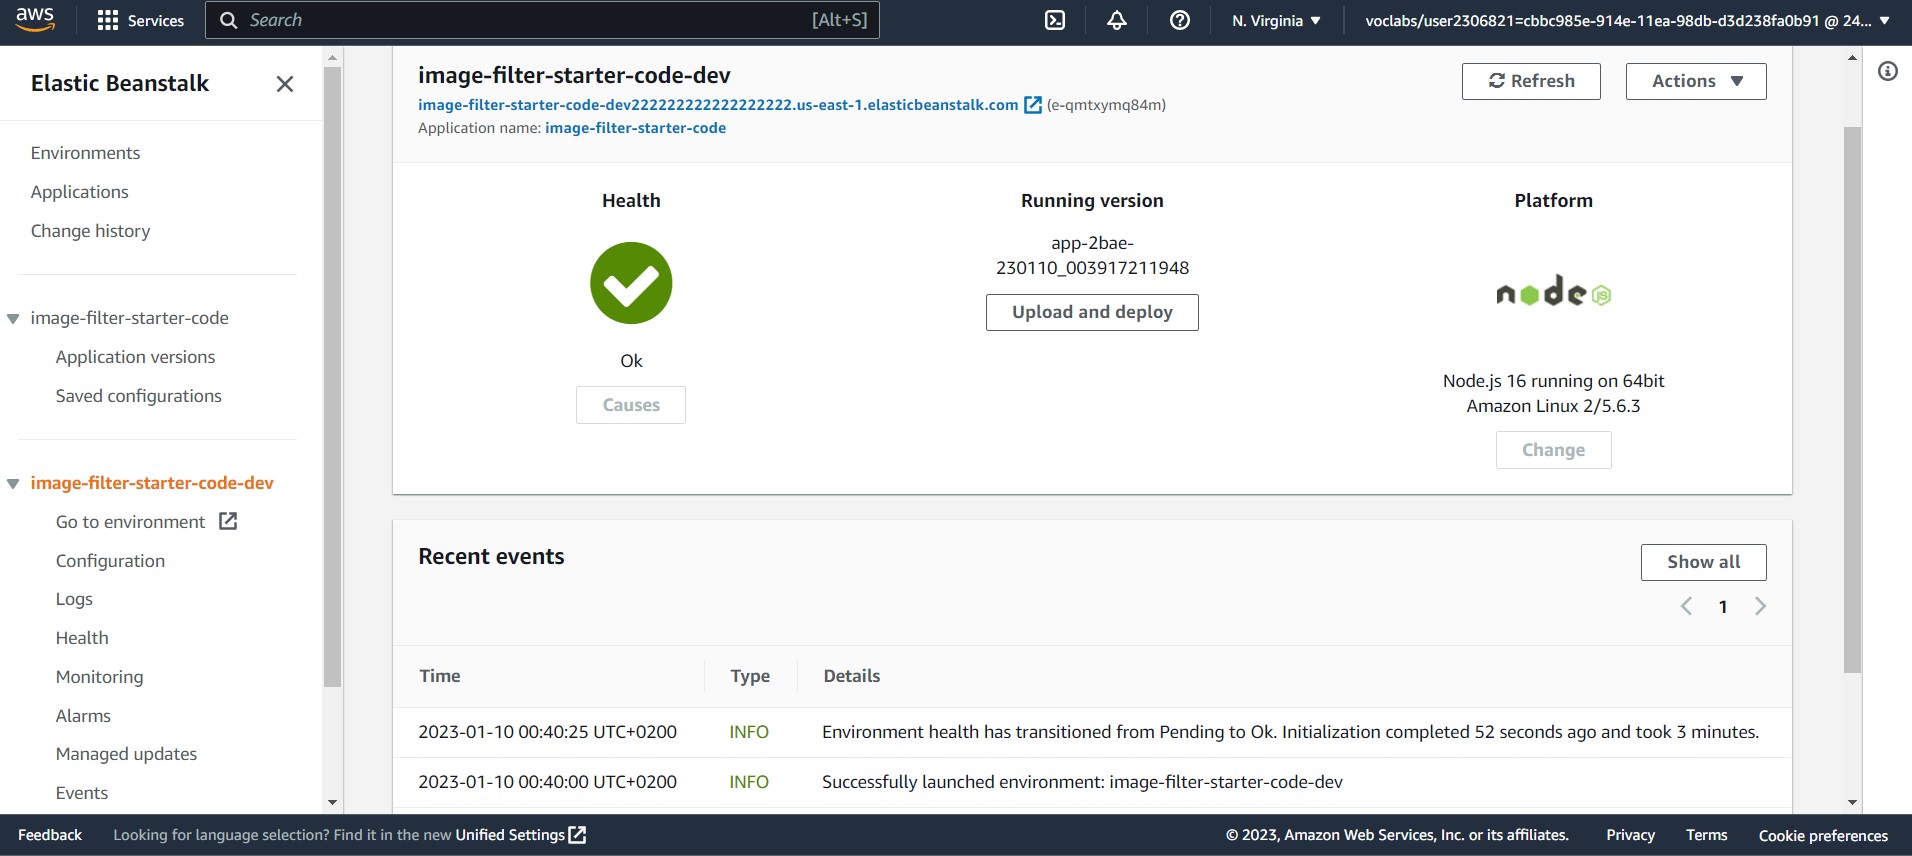 aws
Services
Search [Alt+S]
N. Virginia
voclabs/user2306821=cbbc985e-914e-11ea-98db-d3d238fa0b91 @ 24...
Elastic Beanstalk
Environments
Applications
Change history
image-filter-starter-code
Application versions
Saved configurations
image-filter-starter-code-dev
Go to environment
Configuration
Logs
Health
Monitoring
Alarms
Managed updates
Events
image-filter-starter-code-dev
image-filter-starter-code-dev222222222222222222.us-east-1.elasticbeanstalk.com (e-qmtxymq84m)
Application name: image-filter-starter-code
Refresh
Actions
Health
Ok
Causes
Running version
app-2bae-
230110_003917211948
Upload and deploy
Platform
node JS
Node.js 16 running on 64bit
Amazon Linux 2/5.6.3
Change
Recent events
Show all
1
Time Type Details
2023-01-10 00:40:25 UTC+0200 INFO Environment health has transitioned from Pending to Ok. Initialization completed 52 seconds ago and took 3 minutes.
2023-01-10 00:40:00 UTC+0200 INFO Successfully launched environment: image-filter-starter-code-dev
Feedback
Looking for language selection? Find it in the new Unified Settings
© 2023, Amazon Web Services, Inc. or its affiliates.
Privacy
Terms
Cookie preferences